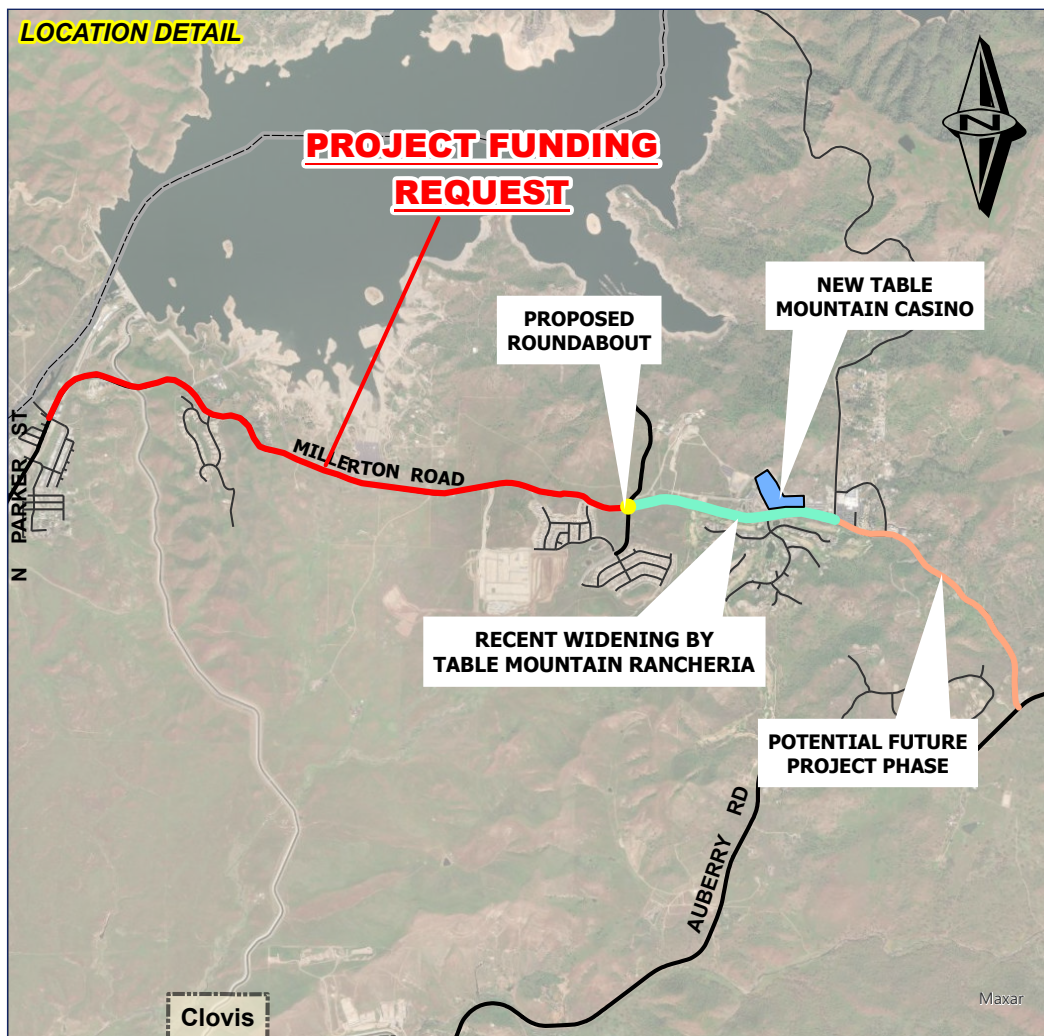 LOCATION DETAIL
N
PROJECT FUNDING
REQUEST
NEW TABLE
MOUNTAIN CASINO
PROPOSED
ROUNDABOUT
N PARKER ST
MILLERTON ROAD
RECENT WIDENING BY
TABLE MOUNTAIN RANCHERIA
POTENTIAL FUTURE
PROJECT PHASE
AUBERRY RD
Maxar
Clovis